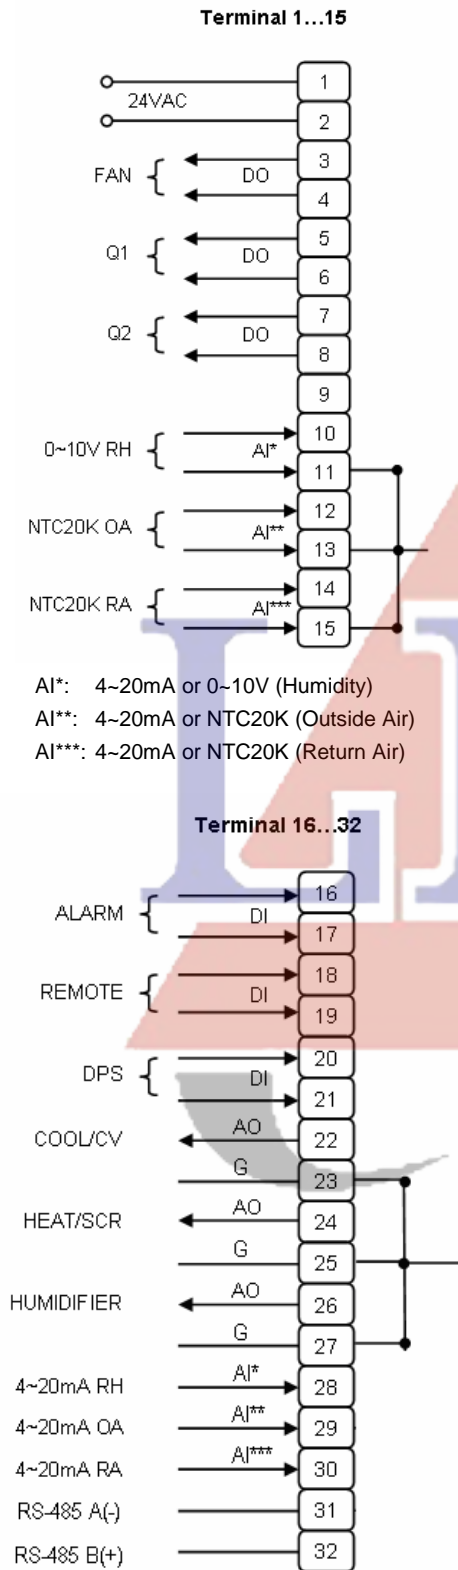 Terminal 1...15
1
24VAC
2
3
FAN DO
4
5
Q1 DO
6
7
Q2 DO
8
9
10
0~10V RH AI*
11
12
NTC20K OA AI**
13
14
NTC20K RA AI***
15
AI*: 4~20mA or 0~10V (Humidity)
AI**: 4~20mA or NTC20K (Outside Air)
AI***: 4~20mA or NTC20K (Return Air)
Terminal 16...32
16
ALARM DI
17
18
REMOTE DI
19
20
DPS DI
21
COOL/CV AO 22
G 23
HEAT/SCR AO 24
G 25
HUMIDIFIER AO 26
G 27
4~20mA RH AI* 28
4~20mA OA AI** 29
4~20mA RA AI*** 30
RS-485 A(-) 31
RS-485 B(+) 32